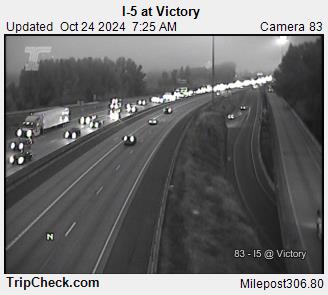 I-5 at Victory
Updated Oct 24 2024 7:25 AM Camera 83
T
N
83 - I5 @ Victory
TripCheck.com Milepost306.80